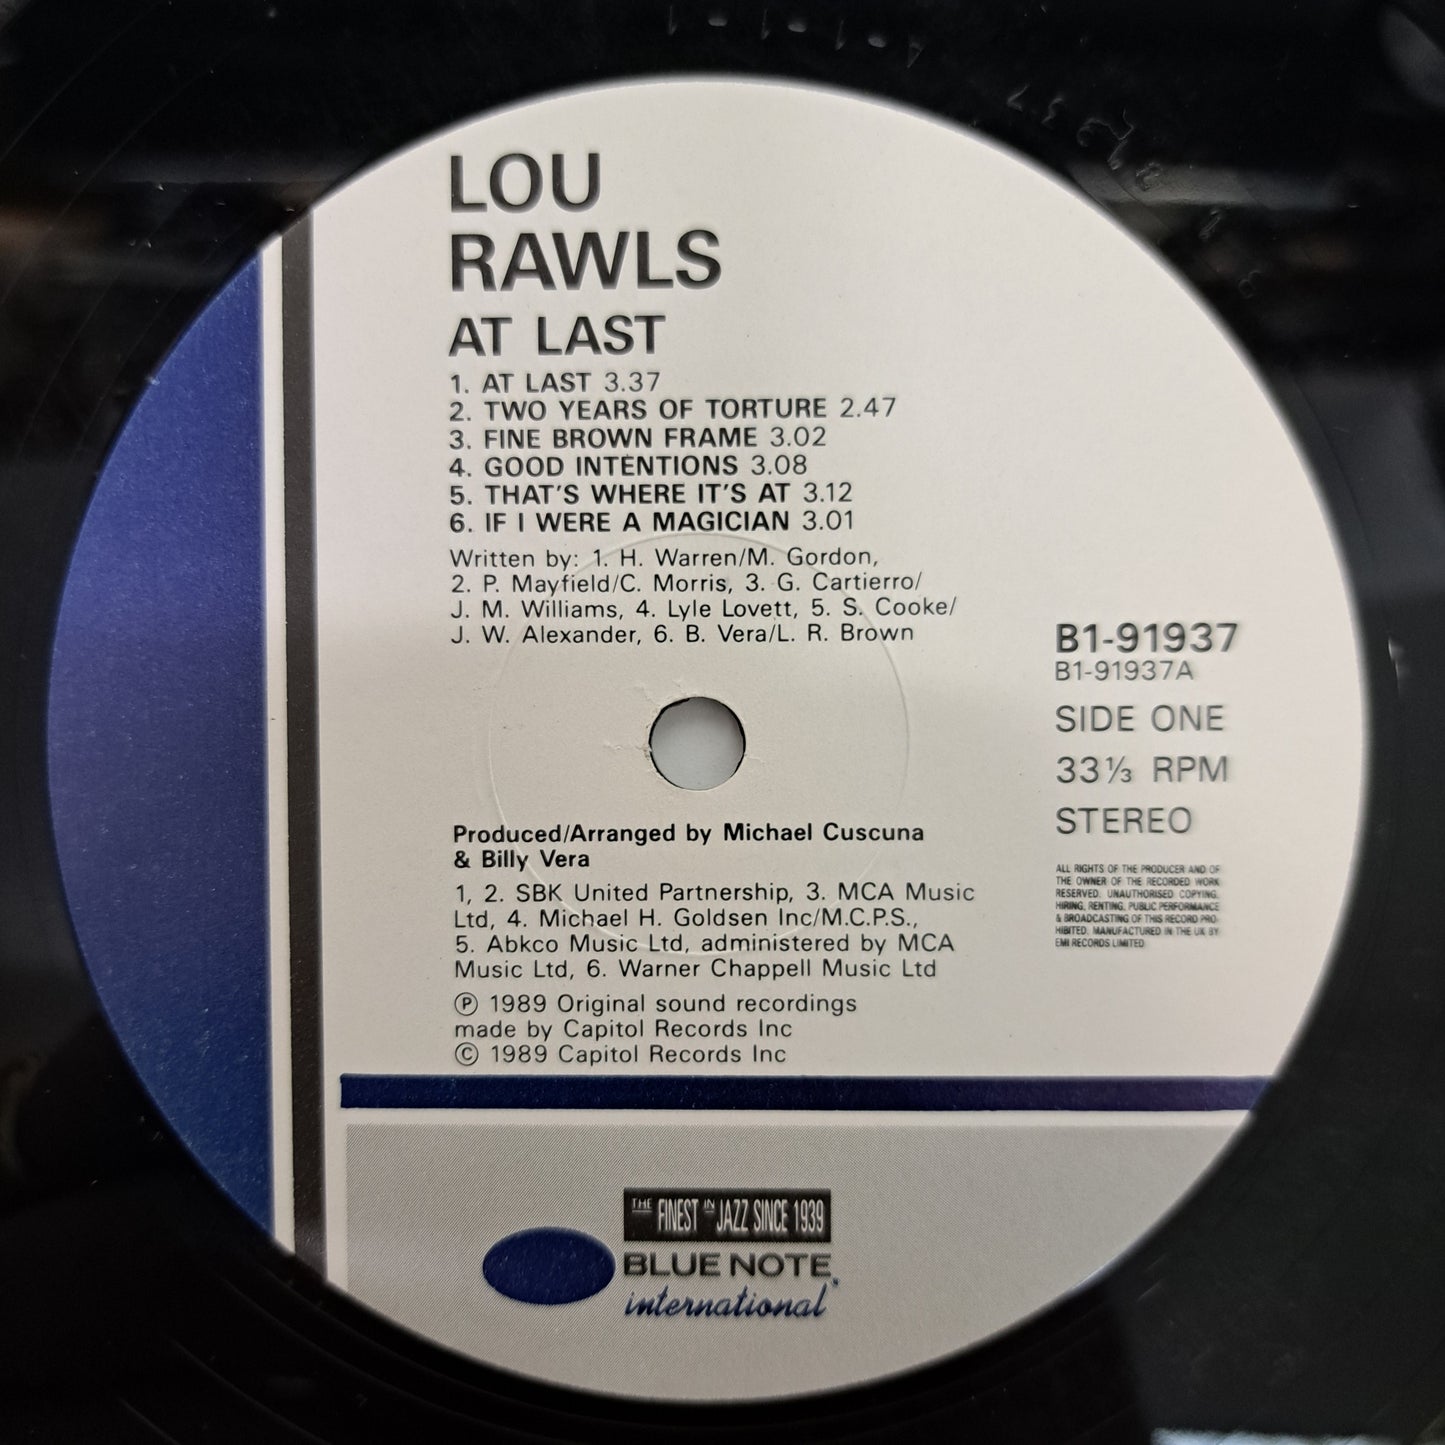 LOU
RAWLS
AT LAST
1. AT LAST 3.37
2. TWO YEARS OF TORTURE 2.47
3. FINE BROWN FRAME 3.02
4. GOOD INTENTIONS 3.08
5. THAT'S WHERE IT'S AT 3.12
6. IF I WERE A MAGICIAN 3.01
Written by: 1. H. Warren/M. Gordon,
2. P. Mayfield/C. Morris, 3. G. Cartierro/
J. M. Williams, 4. Lyle Lovett, 5. S. Cooke/
J. W. Alexander, 6. B. Vera/L. R. Brown
B1-91937
B1-91937A
SIDE ONE
33⅓ RPM
STEREO
ALL RIGHTS OF THE PRODUCER AND OF
THE OWNER OF THE RECORDED WORK
RESERVED. UNAUTHORISED COPYING,
HIRING, RENTING, PUBLIC PERFORMANCE
& BROADCASTING OF THIS RECORD PRO-
HIBITED. MANUFACTURED IN THE UK BY
EMI RECORDS LIMITED
Produced/Arranged by Michael Cuscuna
& Billy Vera
1, 2. SBK United Partnership, 3. MCA Music
Ltd, 4. Michael H. Goldsen Inc/M.C.P.S.,
5. Abkco Music Ltd, administered by MCA
Music Ltd, 6. Warner Chappell Music Ltd
Ⓟ 1989 Original sound recordings
made by Capitol Records Inc
© 1989 Capitol Records Inc
THE FINEST IN JAZZ SINCE 1939
BLUE NOTE
international